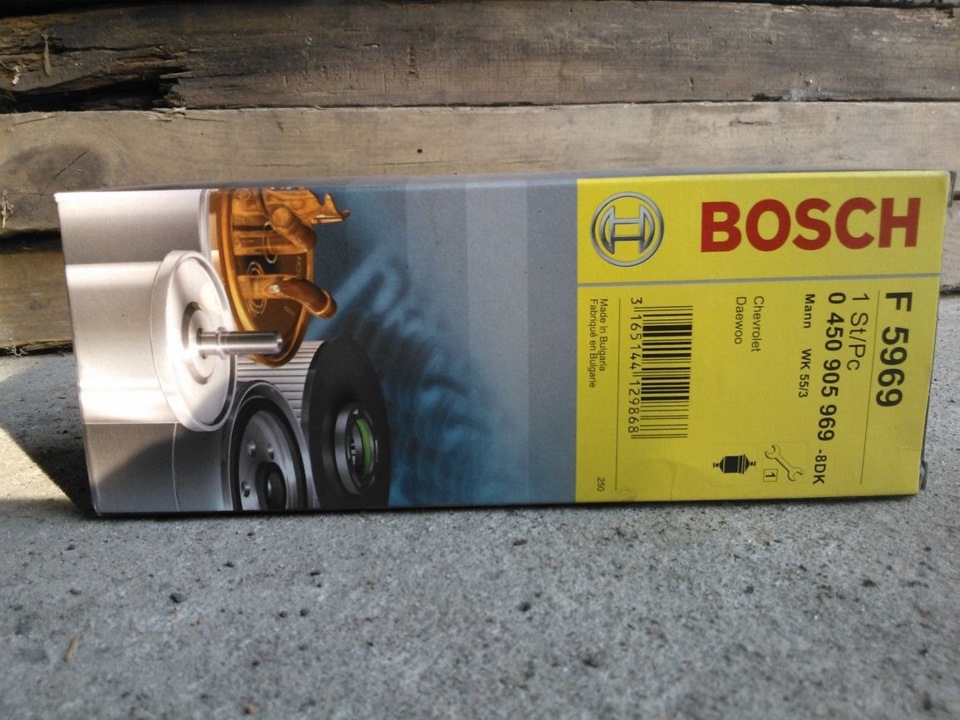 BOSCH
F 5969
1 St/Pc
0 450 905 969 -8DK
Mann WK 55/3
Chevrolet
Daewoo
1
3 165144 129868
Made in Bulgaria
Fabriqué en Bulgarie
250